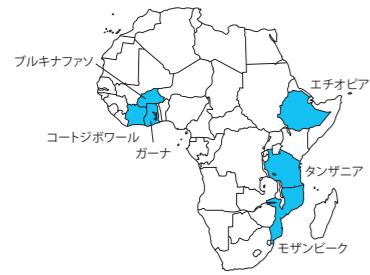 ブルキナファソ
エチオピア
コートジボワール
ガーナ
タンザニア
モザンビーク